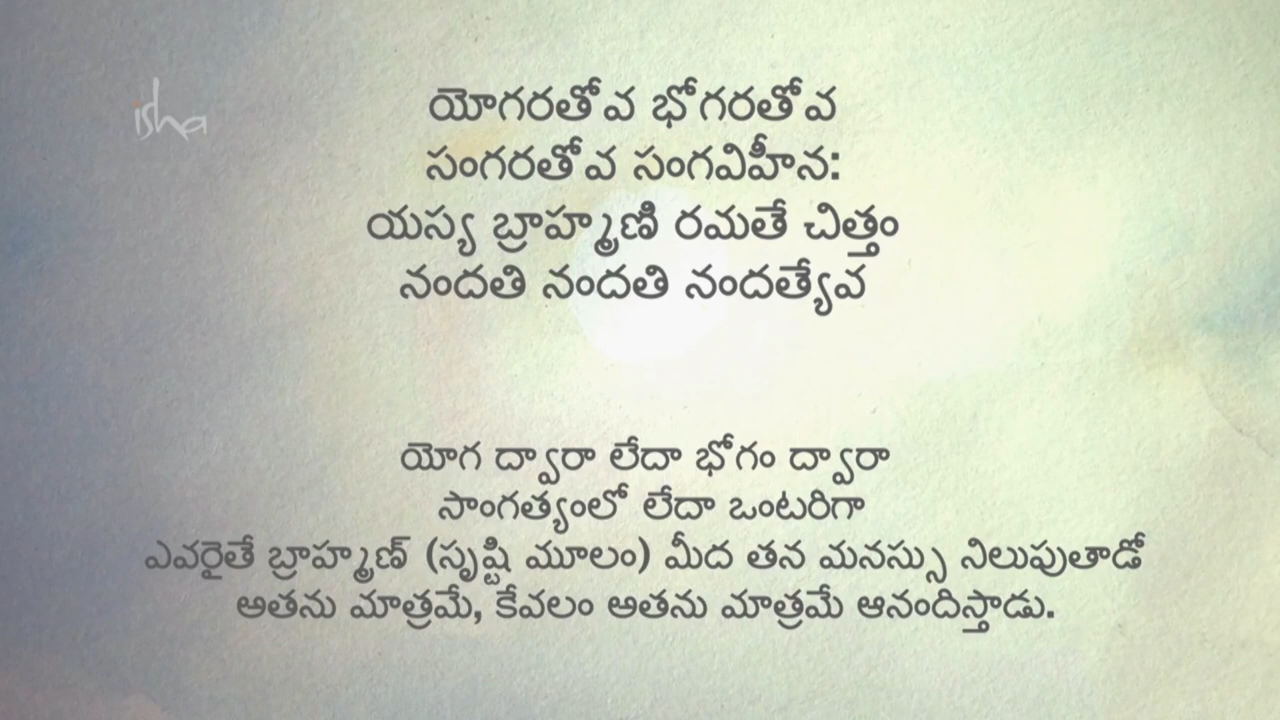 isha
యోగరతోవ భోగరతోవ
సంగరతోవ సంగవిహీన:
యస్య బ్రాహ్మణి రమతే చిత్తం
నందతి నందతి నందత్యేవ
యోగ ద్వారా లేదా భోగం ద్వారా
సాంగత్యంలో లేదా ఒంటరిగా
ఎవరైతే బ్రాహ్మణ్ (సృష్టి మూలం) మీద తన మనస్సు నిలుపుతాడో
అతను మాత్రమే, కేవలం అతను మాత్రమే ఆనందిస్తాడు.